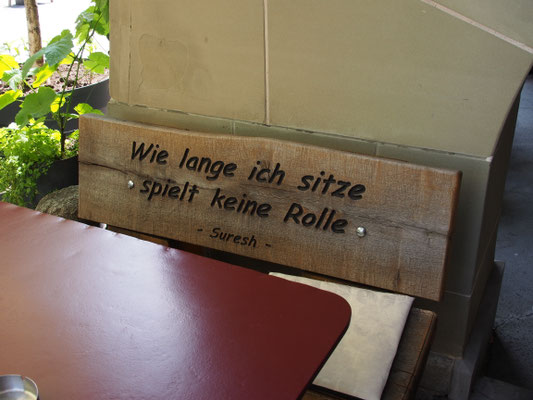 Wie lange ich sitze
spielt keine Rolle
- Suresh -